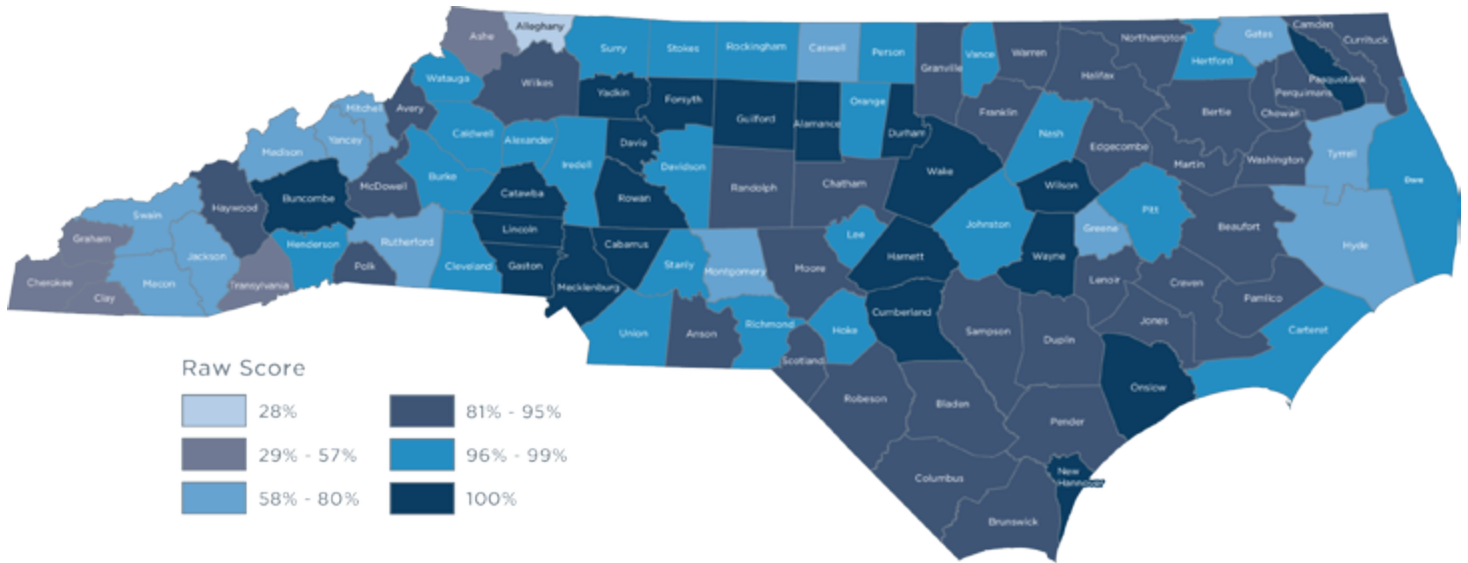 Ashe
Alleghany
Surry
Stokes
Rockingham
Caswell
Person
Granville
Vance
Warren
Northampton
Halifax
Hertford
Gates
Camden
Currituck
Pasquotank
Perquimans
Chowan
Bertie
Watauga
Wilkes
Yadkin
Forsyth
Guilford
Alamance
Orange
Durham
Franklin
Nash
Edgecombe
Martin
Washington
Tyrrell
Dare
Mitchell
Avery
Yancey
Madison
Caldwell
Alexander
Iredell
Davie
Davidson
Randolph
Chatham
Wake
Wilson
Pitt
Beaufort
Hyde
Swain
Haywood
Buncombe
McDowell
Burke
Catawba
Rowan
Lincoln
Graham
Jackson
Henderson
Rutherford
Cleveland
Gaston
Cabarrus
Stanly
Montgomery
Moore
Lee
Harnett
Johnston
Wayne
Greene
Lenoir
Craven
Pamlico
Cherokee
Clay
Macon
Transylvania
Polk
Mecklenburg
Union
Anson
Richmond
Scotland
Hoke
Cumberland
Sampson
Duplin
Jones
Carteret
Onslow
Robeson
Bladen
Pender
Columbus
New
Hannover
Brunswick
Raw Score
28%
29% - 57%
58% - 80%
81% - 95%
96% - 99%
100%